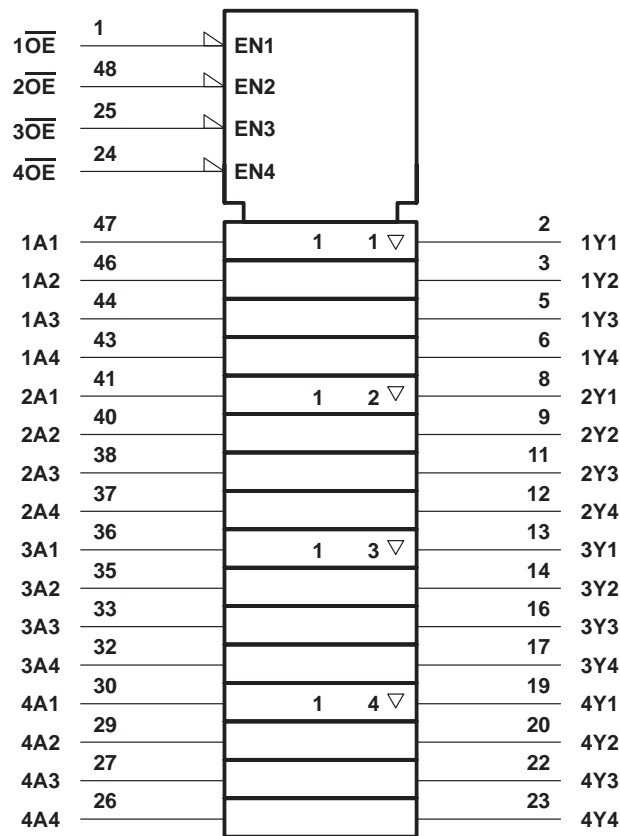 1O̅E̅ 1 EN1
2O̅E̅ 48 EN2
3O̅E̅ 25 EN3
4O̅E̅ 24 EN4
1A1 47 1 1 ▽ 2 1Y1
1A2 46 3 1Y2
1A3 44 5 1Y3
1A4 43 6 1Y4
2A1 41 1 2 ▽ 8 2Y1
2A2 40 9 2Y2
2A3 38 11 2Y3
2A4 37 12 2Y4
3A1 36 1 3 ▽ 13 3Y1
3A2 35 14 3Y2
3A3 33 16 3Y3
3A4 32 17 3Y4
4A1 30 1 4 ▽ 19 4Y1
4A2 29 20 4Y2
4A3 27 22 4Y3
4A4 26 23 4Y4